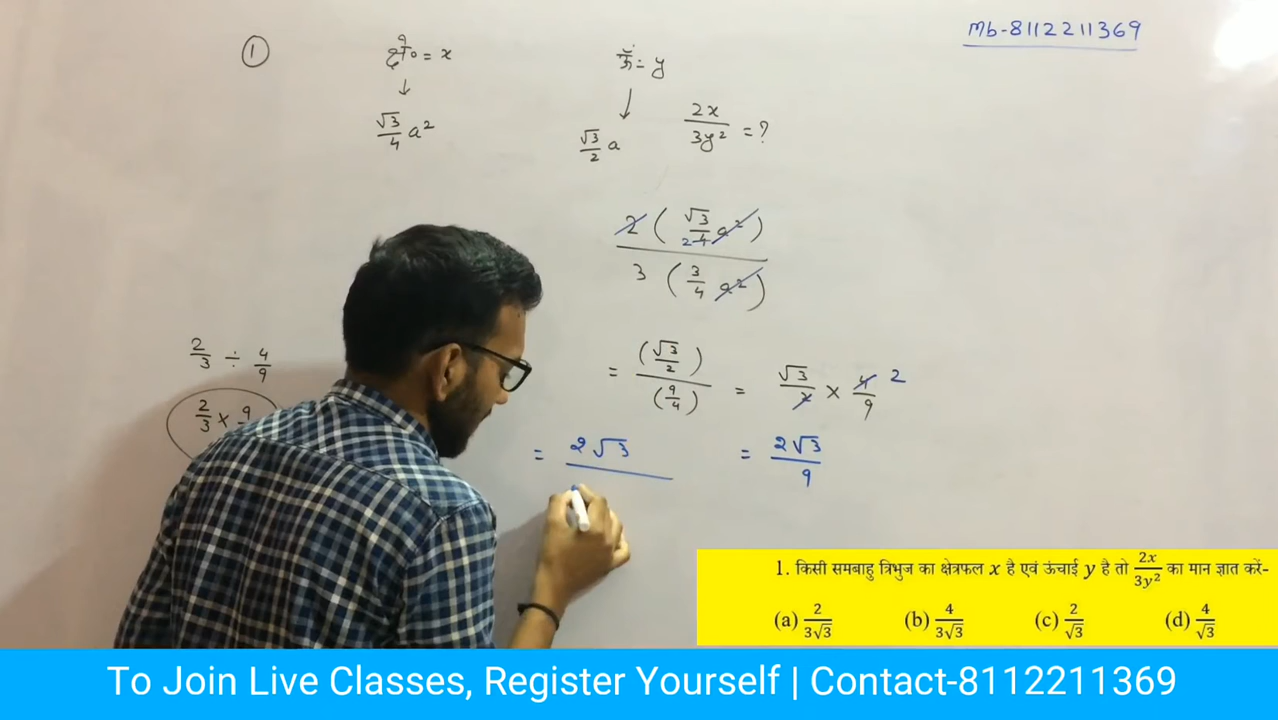 Mb-8112211369
①
क्षे० = x
ऊँ = y
↓
↓
√3/4 a²
√3/2 a
2x/3y² = ?
2 ( √3/4 a² ) 2
3 ( 3/4 a² )
2/3 ÷ 4/9
= (√3/2)/(9/4) = √3/2 × 4/9 2
2/3 × 9
= 2√3
= 2√3/9
1. किसी समबाहु त्रिभुज का क्षेत्रफल x है एवं ऊंचाई y है तो 2x/3y² का मान ज्ञात करें-
(a) 2/3√3 (b) 4/3√3 (c) 2/√3 (d) 4/√3
To Join Live Classes, Register Yourself | Contact-8112211369